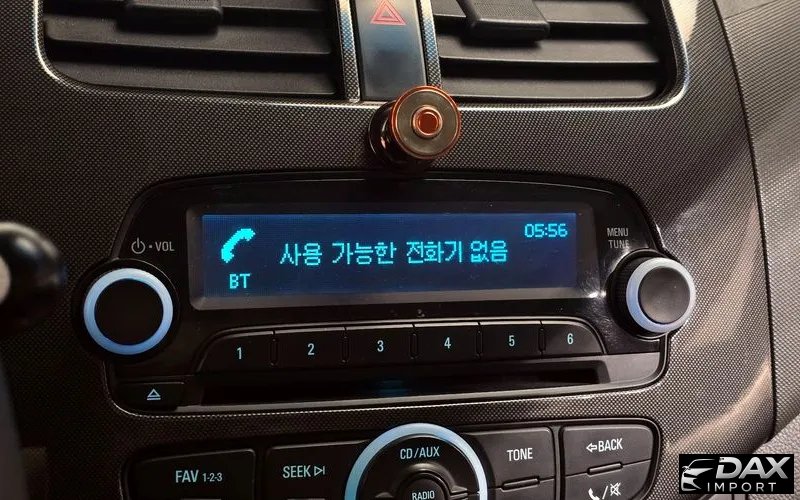 ⏻・VOL
MENU
TUNE
05:56
사용 가능한 전화기 없음
BT
1 2 3 4 5 6
FAV 1-2-3
SEEK
CD/AUX
RADIO
TONE
BACK
DAX
IMPORT